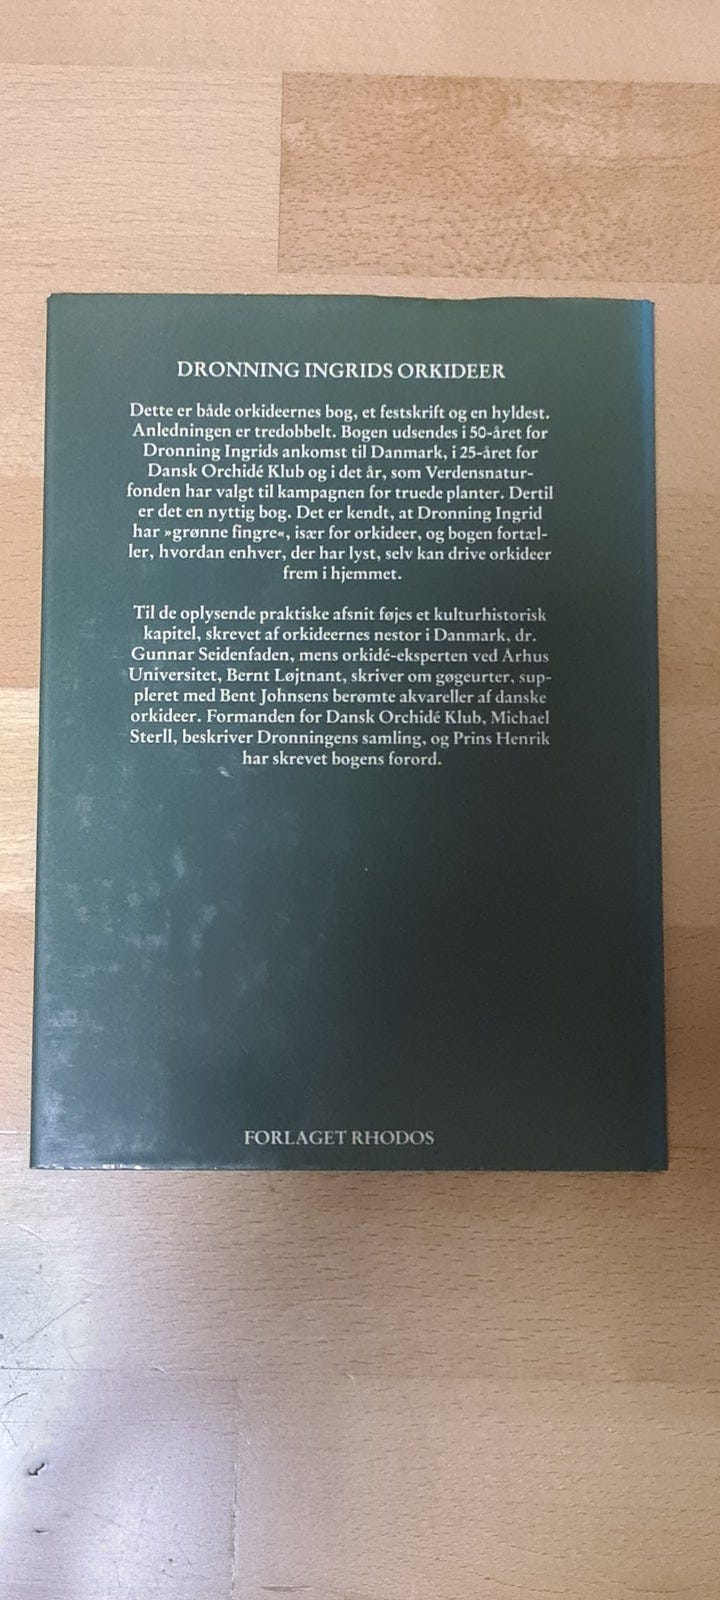 DRONNING INGRIDS ORKIDEER
Dette er både orkideernes bog, et festskrift og en hyldest.
Anledningen er tredobbelt. Bogen udsendes i 50-året for
Dronning Ingrids ankomst til Danmark, i 25-året for
Dansk Orchidé Klub og i det år, som Verdensnatur-
fonden har valgt til kampagnen for truede planter. Dertil
er det en nyttig bog. Det er kendt, at Dronning Ingrid
har »grønne fingre«, især for orkideer, og bogen fortæl-
ler, hvordan enhver, der har lyst, selv kan drive orkideer
frem i hjemmet.
Til de oplysende praktiske afsnit føjes et kulturhistorisk
kapitel, skrevet af orkideernes nestor i Danmark, dr.
Gunnar Seidenfaden, mens orkidé-eksperten ved Århus
Universitet, Bernt Løjtnant, skriver om gøgeurter, sup-
pleret med Bent Johnsens berømte akvareller af danske
orkideer. Formanden for Dansk Orchidé Klub, Michael
Sterll, beskriver Dronningens samling, og Prins Henrik
har skrevet bogens forord.
FORLAGET RHODOS